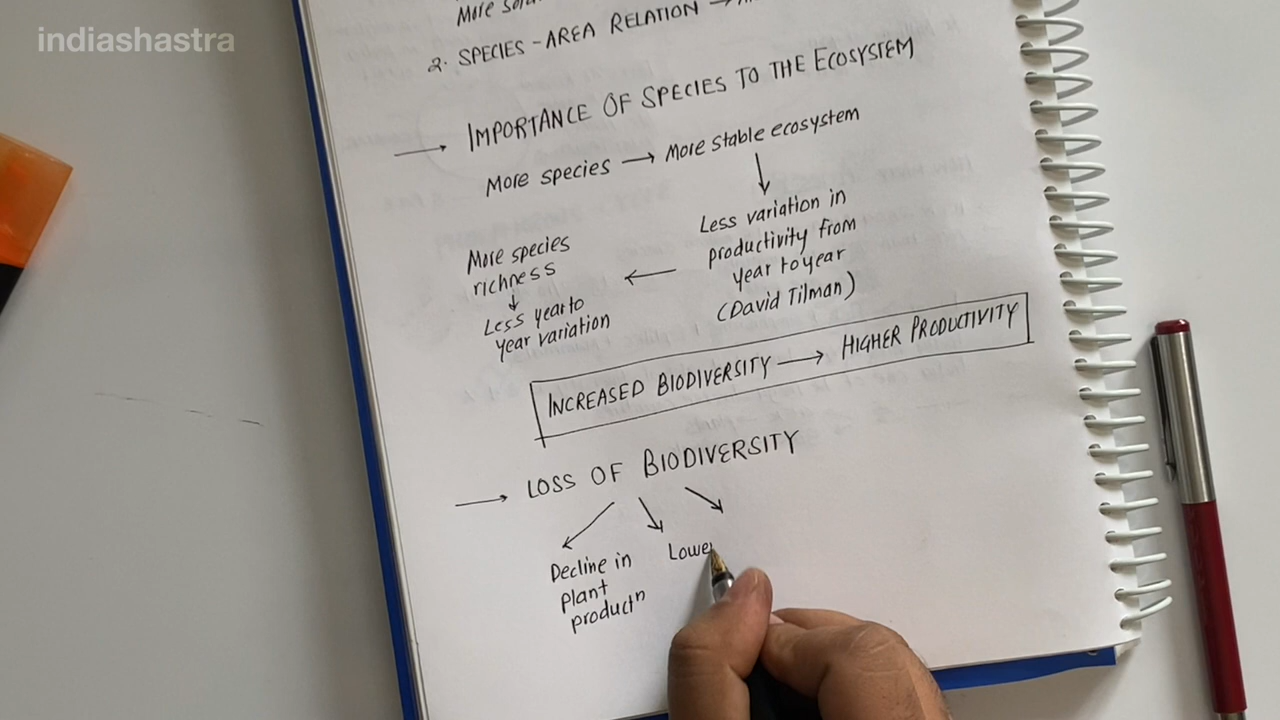 indiashastra
More
2. SPECIES-AREA RELATION →
→ IMPORTANCE OF SPECIES TO THE ECOSYSTEM
More species → More stable ecosystem
Less variation in
productivity from
year to year
(David Tilman)
More species
richness
Less year to
year variation
INCREASED BIODIVERSITY → HIGHER PRODUCTIVITY
→ LOSS OF BIODIVERSITY
Decline in
plant
productⁿ
Lower